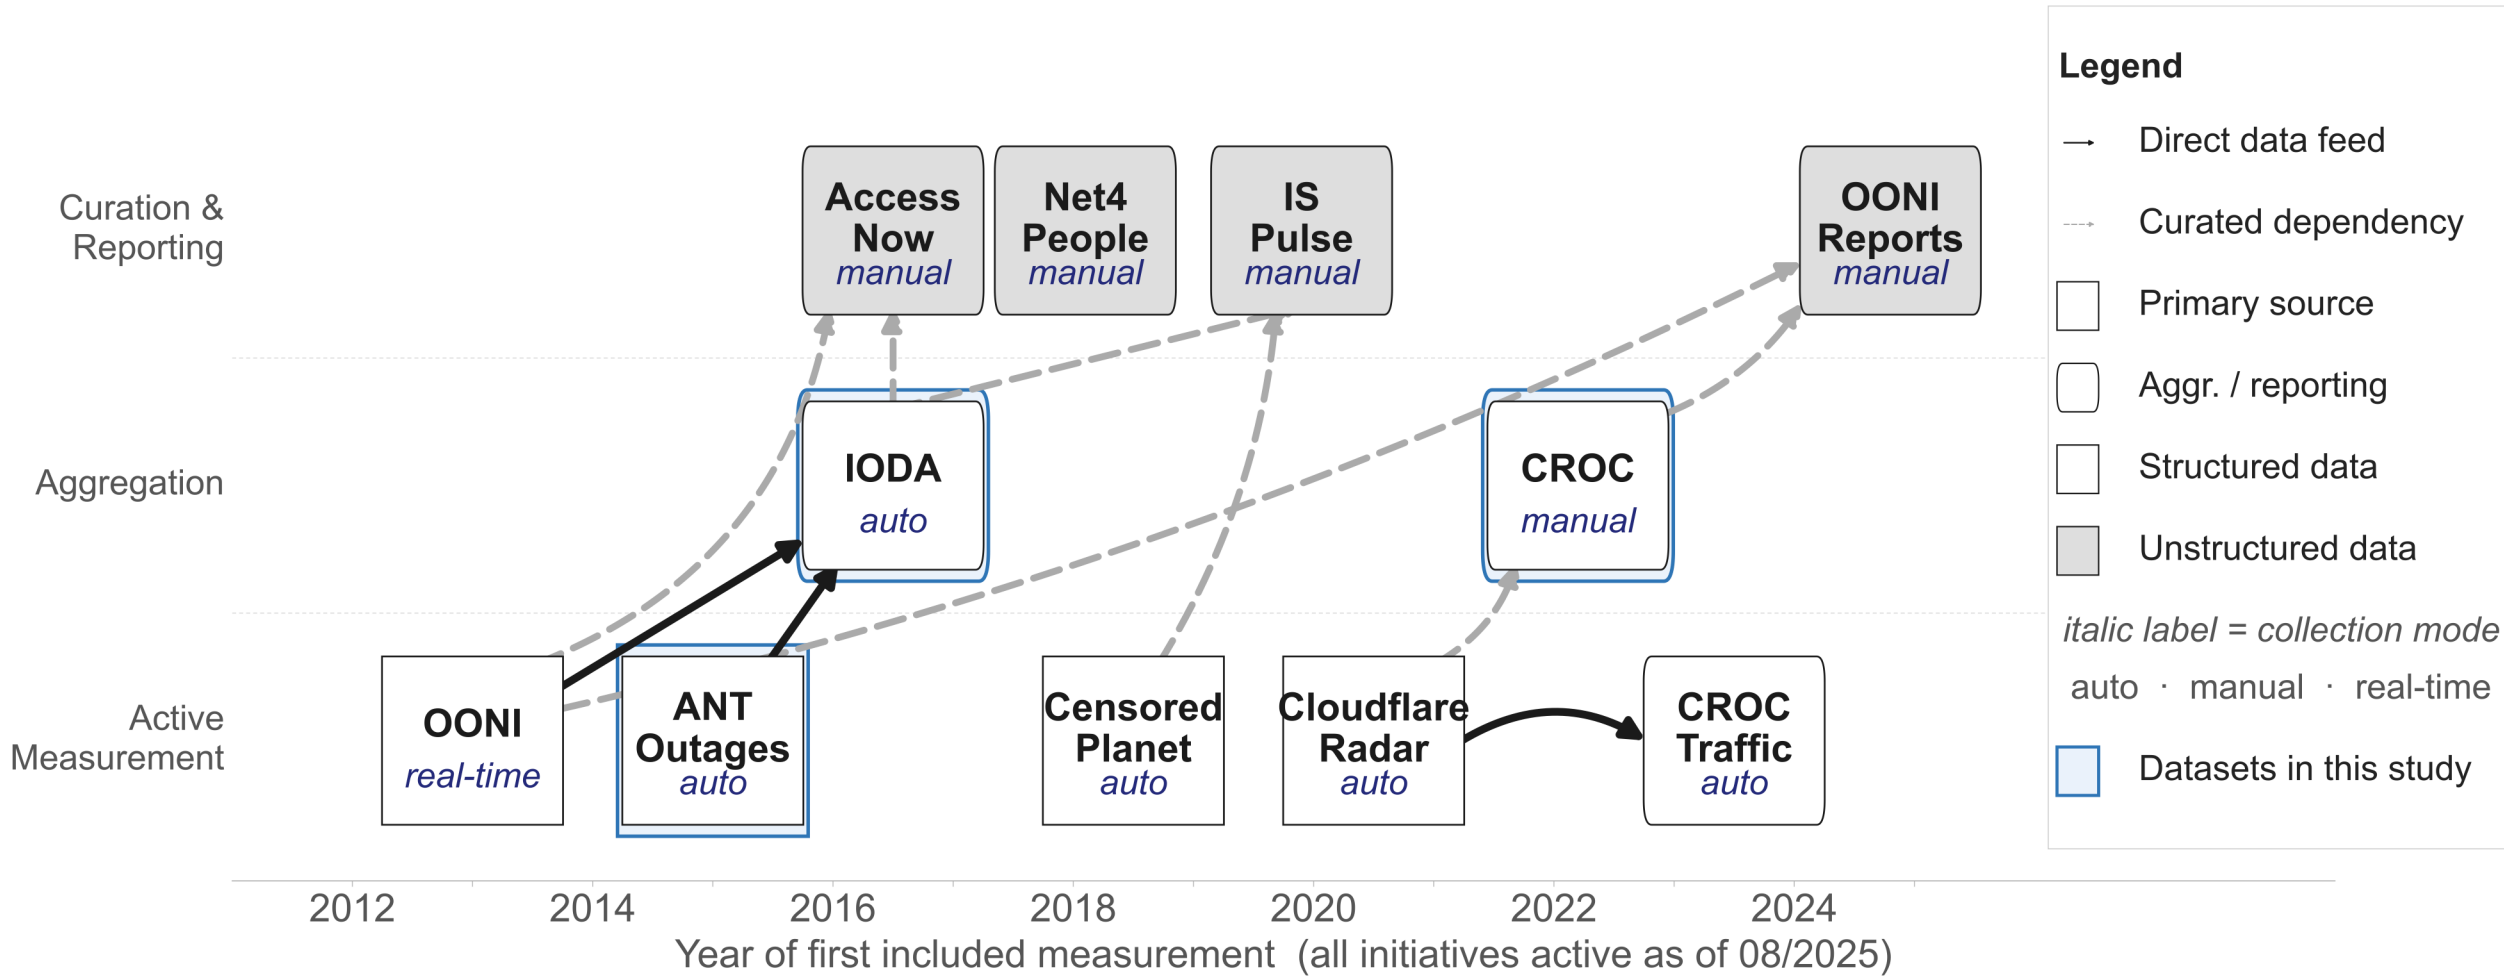 Curation &
Reporting
Aggregation
Active
Measurement
Access
Now
manual
Net4
People
manual
IS
Pulse
manual
OONI
Reports
manual
IODA
auto
CROC
manual
OONI
real-time
ANT
Outages
auto
Censored
Planet
auto
Cloudflare
Radar
auto
CROC
Traffic
auto
2012
2014
2016
2018
2020
2022
2024
Year of first included measurement (all initiatives active as of 08/2025)
Legend
Direct data feed
Curated dependency
Primary source
Aggr. / reporting
Structured data
Unstructured data
italic label = collection mode
auto · manual · real-time
Datasets in this study